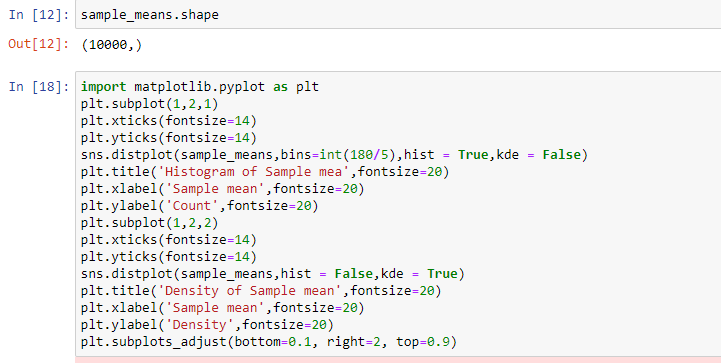 In [12]: sample_means.shape
Out[12]: (10000,)
In [18]: import matplotlib.pyplot as plt
plt.subplot(1,2,1)
plt.xticks(fontsize=14)
plt.yticks(fontsize=14)
sns.distplot(sample_means,bins=int(180/5),hist = True,kde = False)
plt.title('Histogram of Sample mea',fontsize=20)
plt.xlabel('Sample mean',fontsize=20)
plt.ylabel('Count',fontsize=20)
plt.subplot(1,2,2)
plt.xticks(fontsize=14)
plt.yticks(fontsize=14)
sns.distplot(sample_means,hist = False,kde = True)
plt.title('Density of Sample mean',fontsize=20)
plt.xlabel('Sample mean',fontsize=20)
plt.ylabel('Density',fontsize=20)
plt.subplots_adjust(bottom=0.1, right=2, top=0.9)